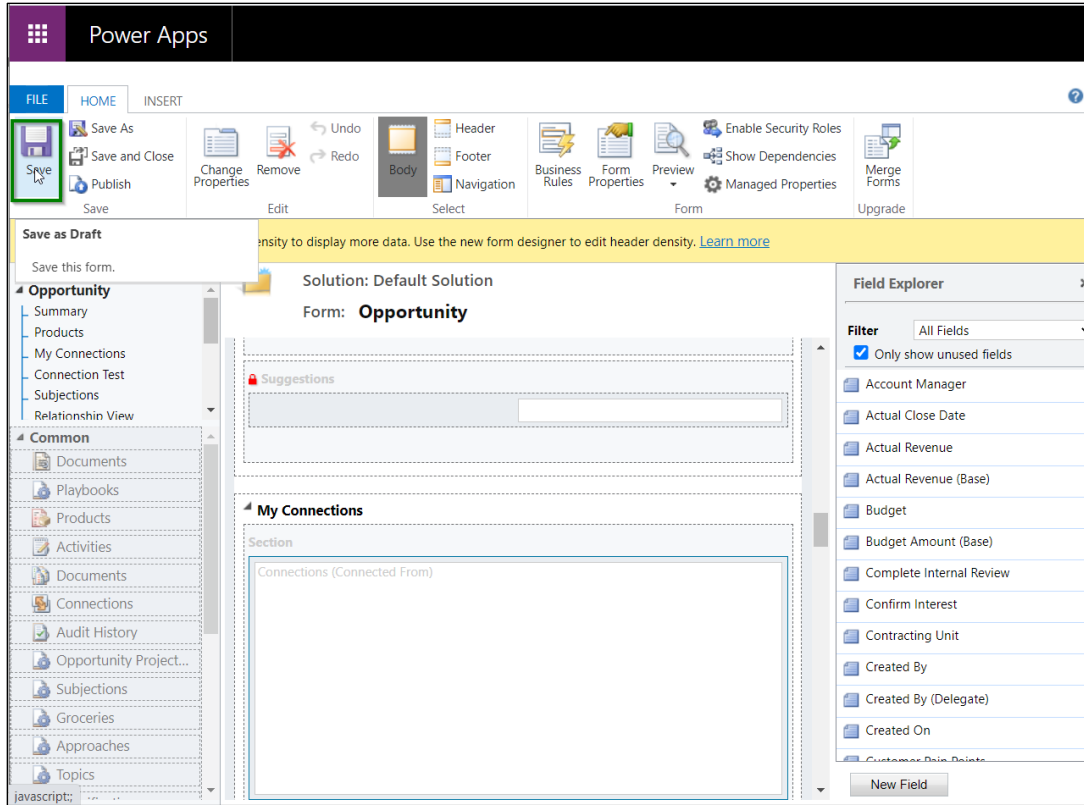 Power Apps
FILE HOME INSERT
Save
Save As
Save and Close
Publish
Save
Change Properties
Remove
Undo
Redo
Edit
Body
Header
Footer
Navigation
Select
Business Rules
Form Properties
Preview
Enable Security Roles
Show Dependencies
Managed Properties
Form
Merge Forms
Upgrade
Save as Draft
Save this form.
ensity to display more data. Use the new form designer to edit header density. Learn more
Opportunity
Summary
Products
My Connections
Connection Test
Subjections
Relationship View
Common
Documents
Playbooks
Products
Activities
Documents
Connections
Audit History
Opportunity Project...
Subjections
Groceries
Approaches
Topics
javascript:;
Solution: Default Solution
Form: Opportunity
Suggestions
My Connections
Section
Connections (Connected From)
Field Explorer
Filter All Fields
Only show unused fields
Account Manager
Actual Close Date
Actual Revenue
Actual Revenue (Base)
Budget
Budget Amount (Base)
Complete Internal Review
Confirm Interest
Contracting Unit
Created By
Created By (Delegate)
Created On
Customer Pain Points
New Field